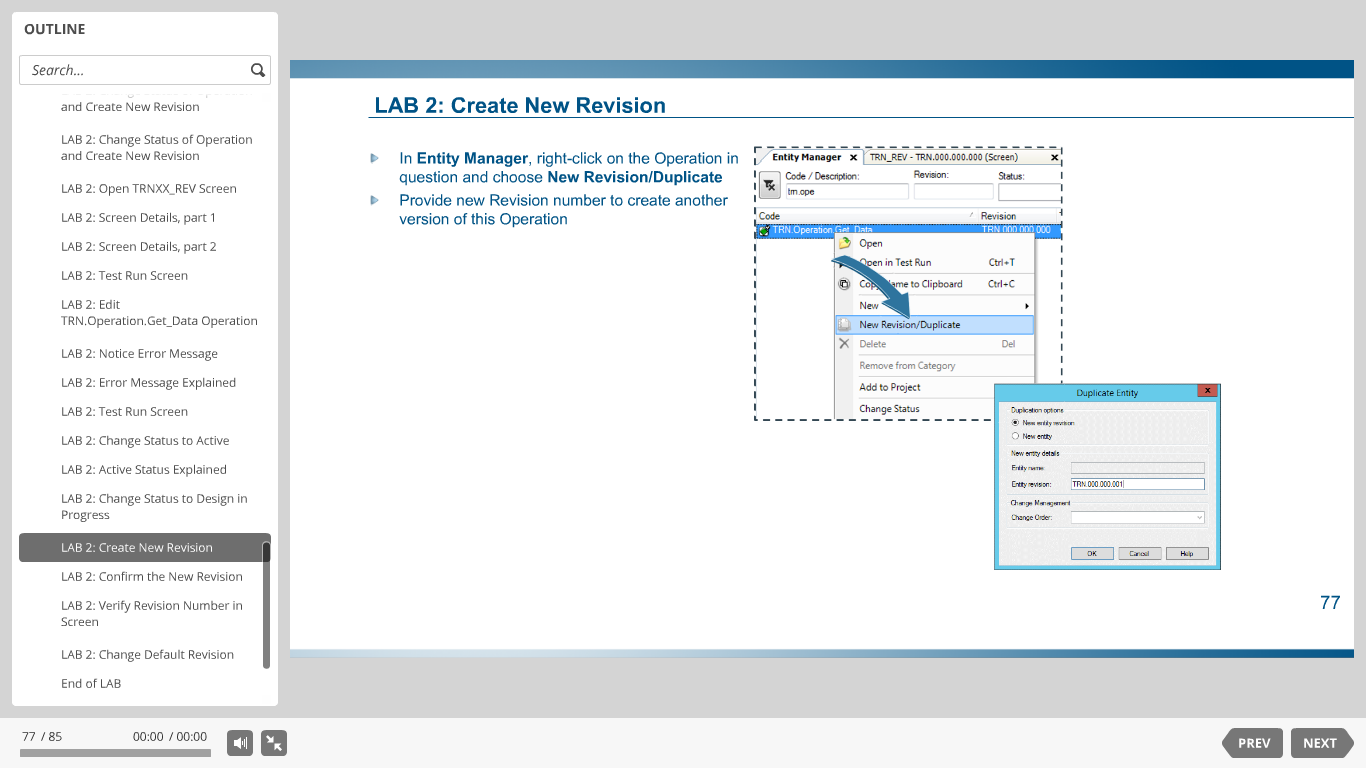 OUTLINE
Search...
and Create New Revision
LAB 2: Change Status of Operation
and Create New Revision
LAB 2: Open TRNXX_REV Screen
LAB 2: Screen Details, part 1
LAB 2: Screen Details, part 2
LAB 2: Test Run Screen
LAB 2: Edit
TRN.Operation.Get_Data Operation
LAB 2: Notice Error Message
LAB 2: Error Message Explained
LAB 2: Test Run Screen
LAB 2: Change Status to Active
LAB 2: Active Status Explained
LAB 2: Change Status to Design in
Progress
LAB 2: Create New Revision
LAB 2: Confirm the New Revision
LAB 2: Verify Revision Number in
Screen
LAB 2: Change Default Revision
End of LAB
LAB 2: Create New Revision
In Entity Manager, right-click on the Operation in
question and choose New Revision/Duplicate
Provide new Revision number to create another
version of this Operation
Entity Manager TRN_REV - TRN.000.000.000 (Screen)
Code / Description: Revision: Status:
trn.ope
Code Revision
TRN.Operation.Get_Data TRN.000.000.000
Open
Open in Test Run Ctrl+T
Copy Name to Clipboard Ctrl+C
New
New Revision/Duplicate
Delete Del
Remove from Category
Add to Project
Change Status
Duplicate Entity
Duplication options
New entity revision
New entity
New entity details
Entity name:
Entity revision: TRN.000.000.001
Change Management
Change Order:
OK Cancel Help
77
77 / 85 00:00 / 00:00
PREV NEXT